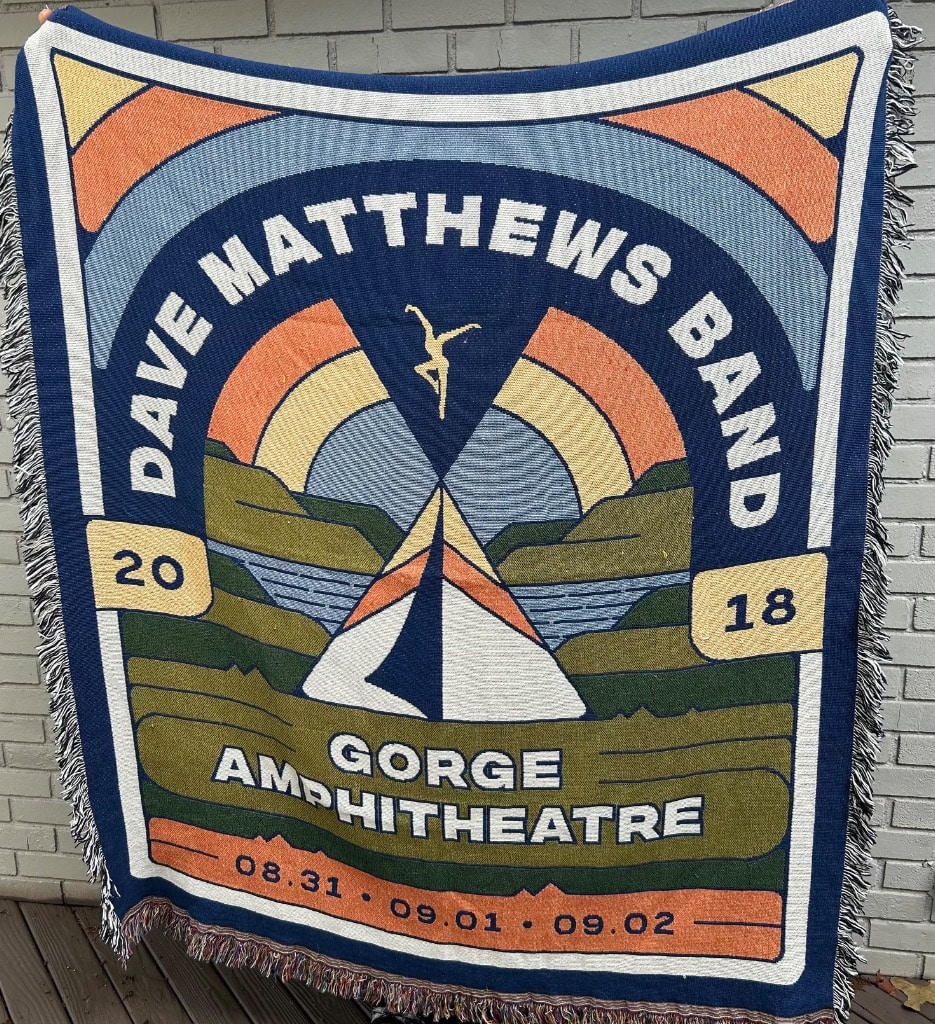 DAVE MATTHEWS BAND
20 18
GORGE
AMPHITHEATRE
08.31 • 09.01 • 09.02